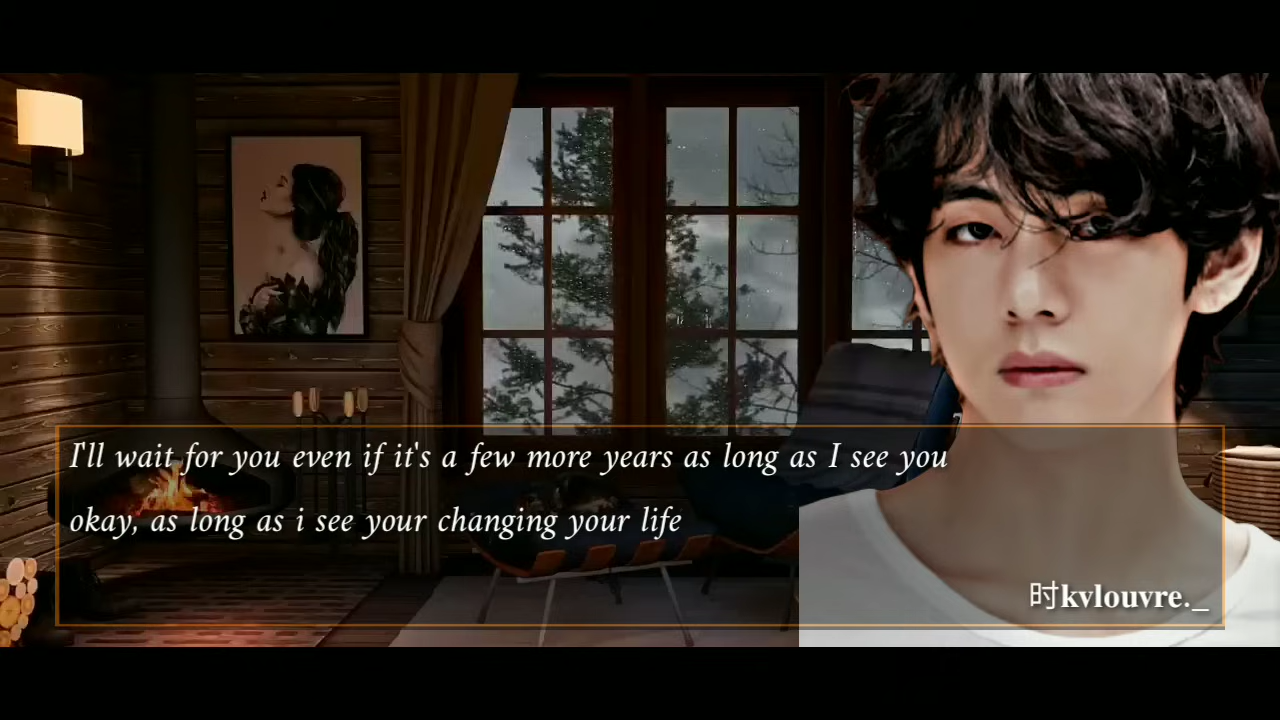 I'll wait for you even if it's a few more years as long as I see you
okay, as long as i see your changing your life
时kvlouvre._